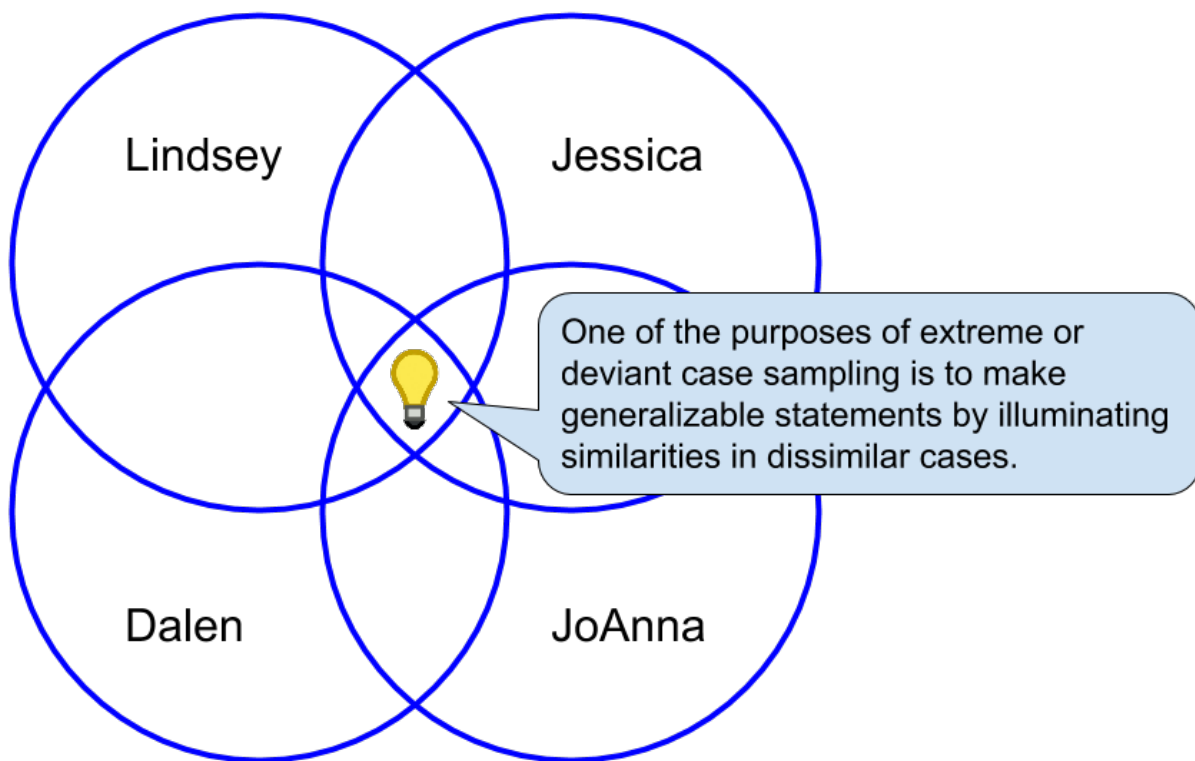 Lindsey
Jessica
One of the purposes of extreme or
deviant case sampling is to make
generalizable statements by illuminating
similarities in dissimilar cases.
Dalen
JoAnna